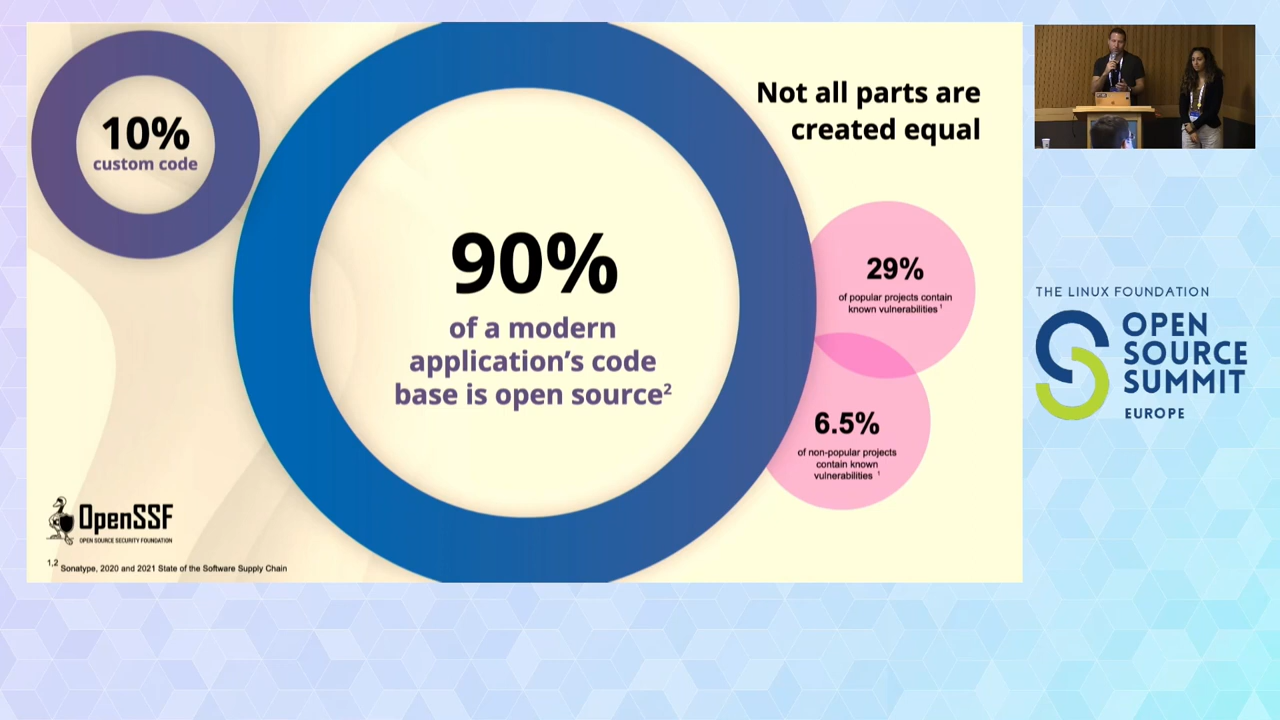 10%
custom code
90%
of a modern
application’s code
base is open source2
Not all parts are
created equal
29%
of popular projects contain
known vulnerabilities 1
6.5%
of non-popular projects
contain known
vulnerabilities 1
OpenSSF
OPEN SOURCE SECURITY FOUNDATION
1,2 Sonatype, 2020 and 2021 State of the Software Supply Chain
THE LINUX FOUNDATION
OPEN
SOURCE
SUMMIT
EUROPE